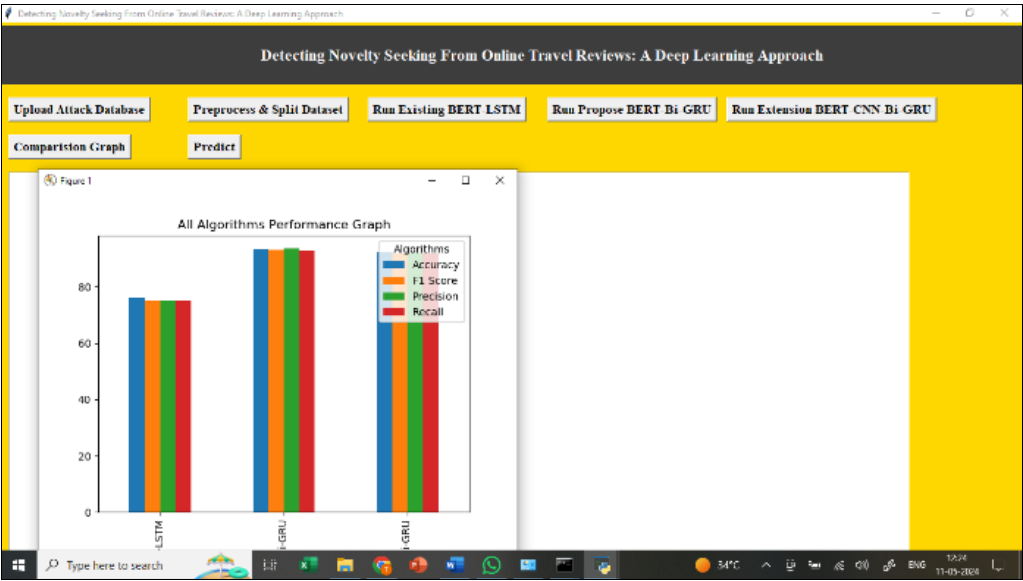 Detecting Novelty Seeking From Online Travel Reviews: A Deep Learning Approach
Detecting Novelty Seeking From Online Travel Reviews: A Deep Learning Approach
Upload Attack Database
Preprocess & Split Dataset
Run Existing BERT-LSTM
Run Propose BERT-Bi-GRU
Run Extension BERT-CNN-Bi-GRU
Comparision Graph
Predict
Figure 1
All Algorithms Performance Graph
Algorithms
Accuracy
F1 Score
Precision
Recall
80
60
40
20
0
-LSTM
i-GRU
i-GRU
Type here to search
34°C
ENG
12:24
11-05-2024